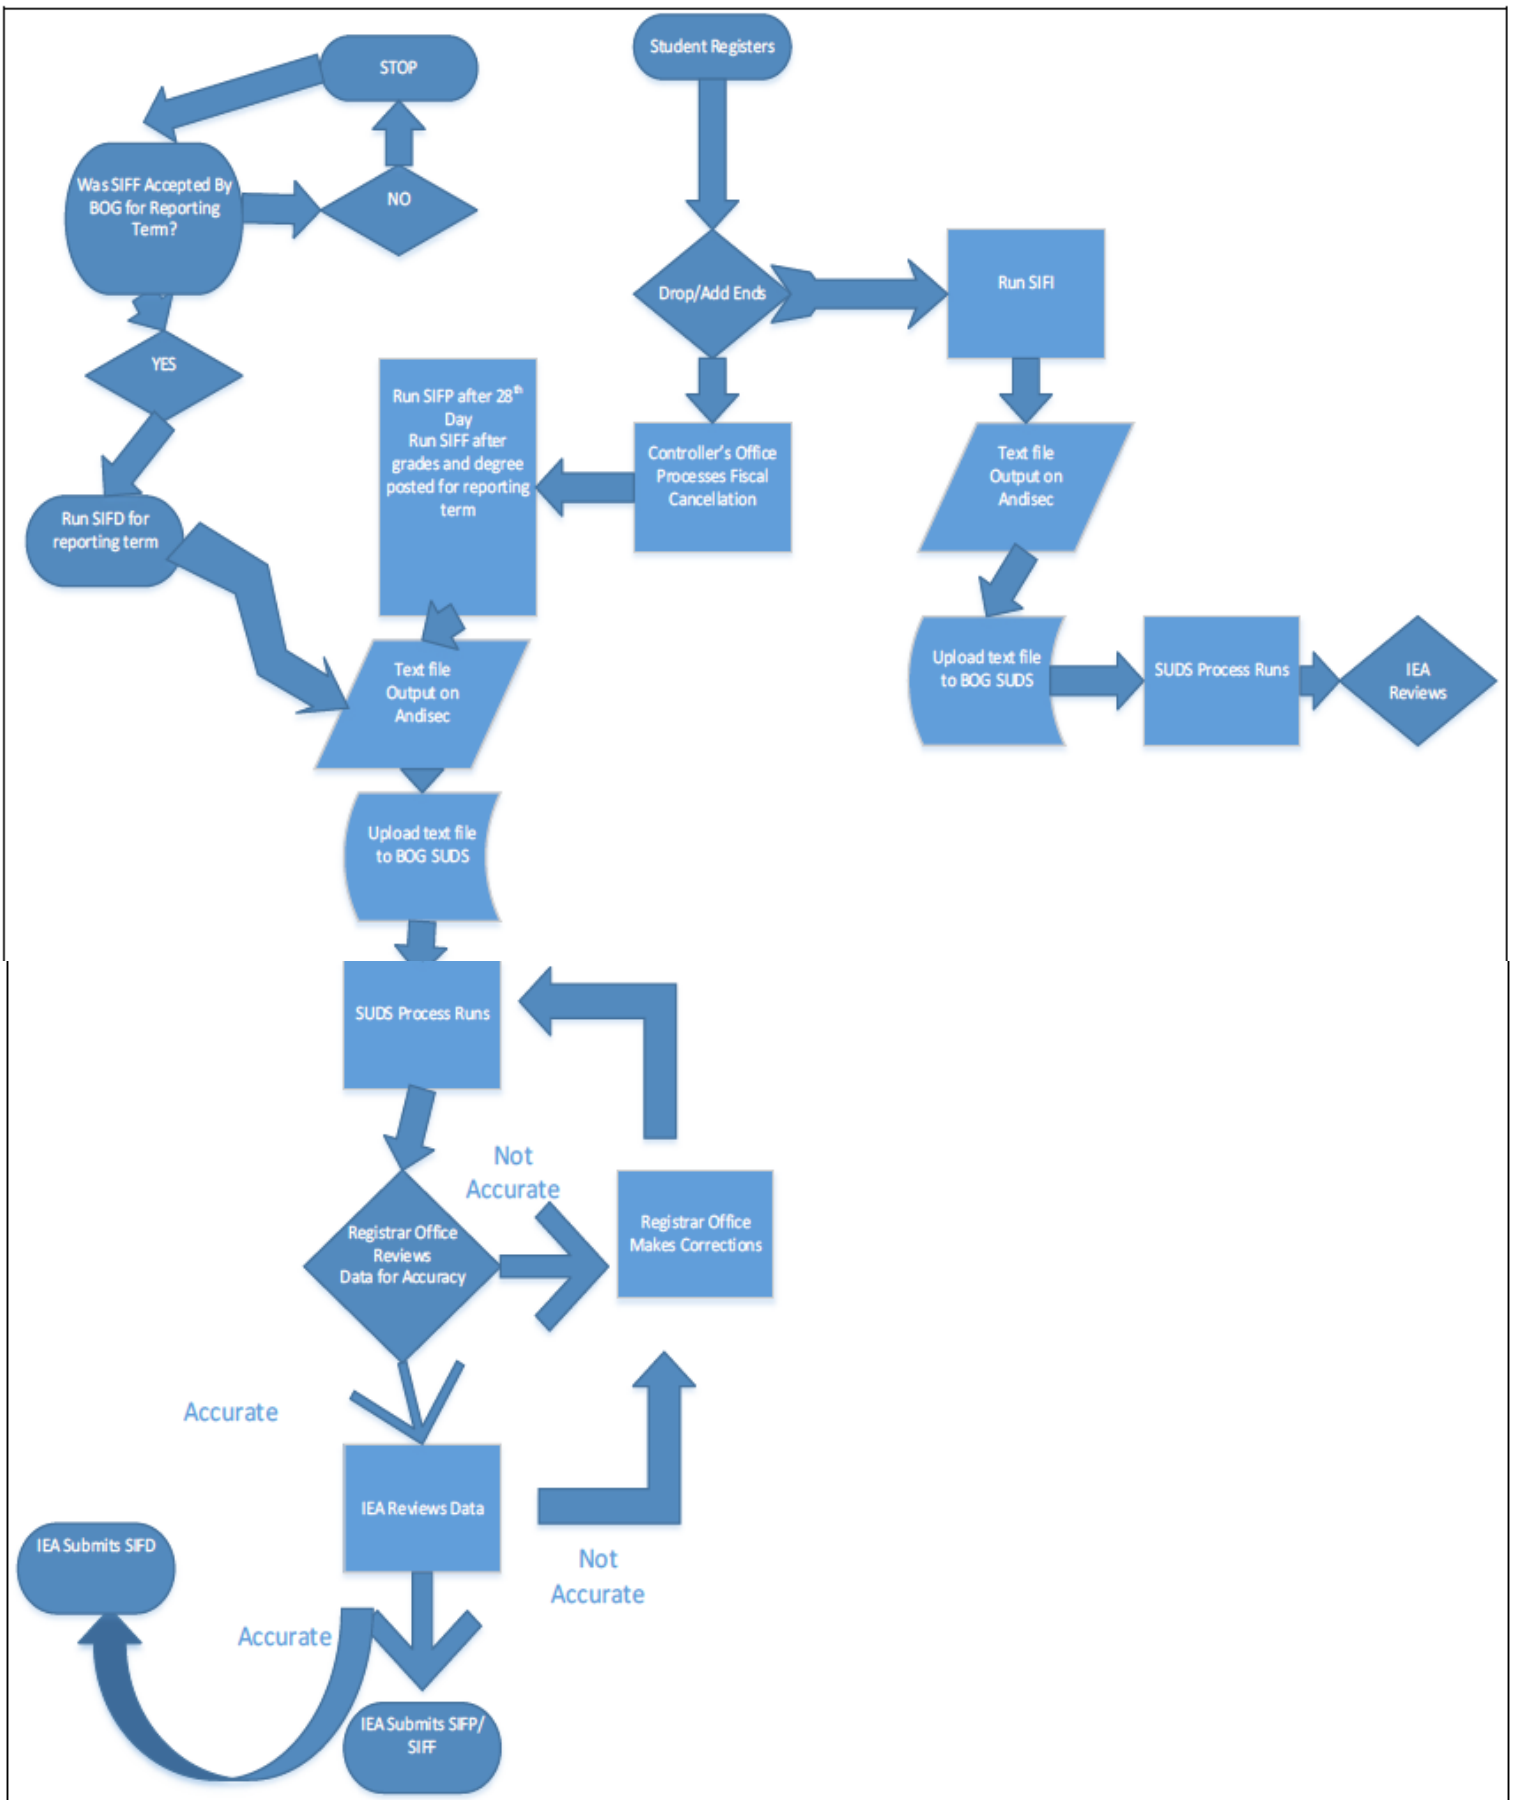 STOP
Student Registers
Was SIFF Accepted By
BOG for Reporting
Term?
NO
Drop/Add Ends
Run SIFI
YES
Run SIFP after 28th
Day
Run SIFF after
grades and degree
posted for reporting
term
Controller's Office
Processes Fiscal
Cancellation
Text file
Output on
Andisec
Run SIFD for
reporting term
Upload text file
to BOG SUDS
SUDS Process Runs
IEA
Reviews
Text file
Output on
Andisec
Upload text file
to BOG SUDS
SUDS Process Runs
Not
Accurate
Registrar Office
Reviews
Data for Accuracy
Registrar Office
Makes Corrections
Accurate
IEA Reviews Data
Not
Accurate
IEA Submits SIFD
Accurate
IEA Submits SIFP/
SIFF